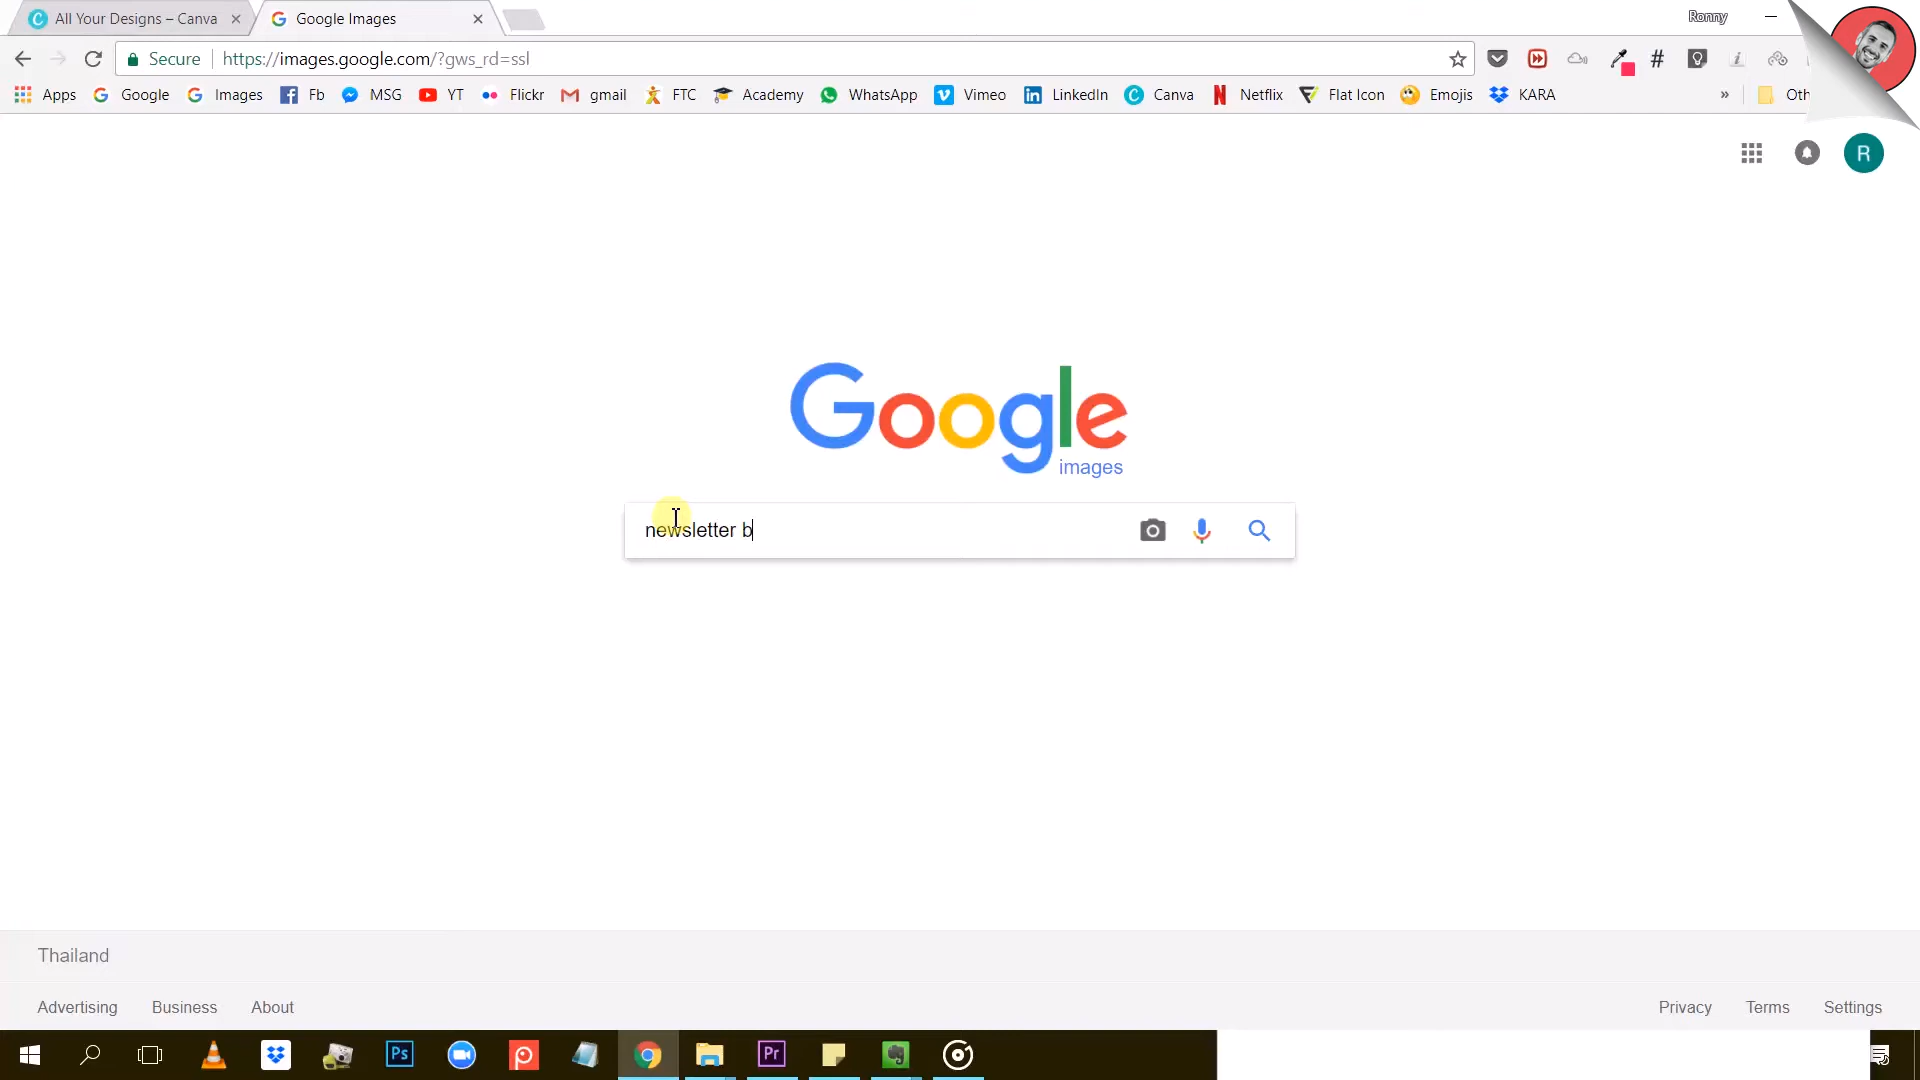 All Your Designs – Canva
Google Images
Ronny
Secure
https://images.google.com/?gws_rd=ssl
Apps Google Images Fb MSG YT Flickr gmail FTC Academy WhatsApp Vimeo LinkedIn Canva Netflix Flat Icon Emojis KARA » Oth
R
Google
images
newsletter b
Thailand
Advertising Business About Privacy Terms Settings
Ps Pr